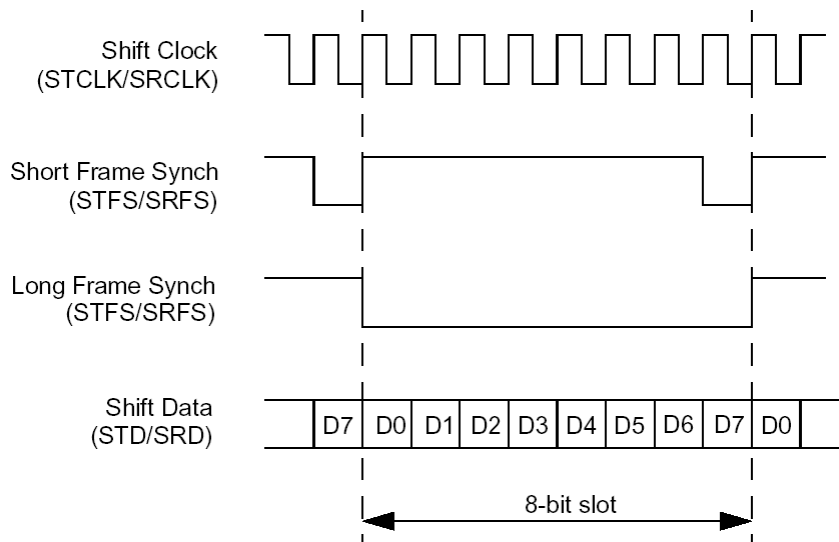 Shift Clock
(STCLK/SRCLK)
Short Frame Synch
(STFS/SRFS)
Long Frame Synch
(STFS/SRFS)
Shift Data
(STD/SRD)
D7 D0 D1 D2 D3 D4 D5 D6 D7 D0
8-bit slot